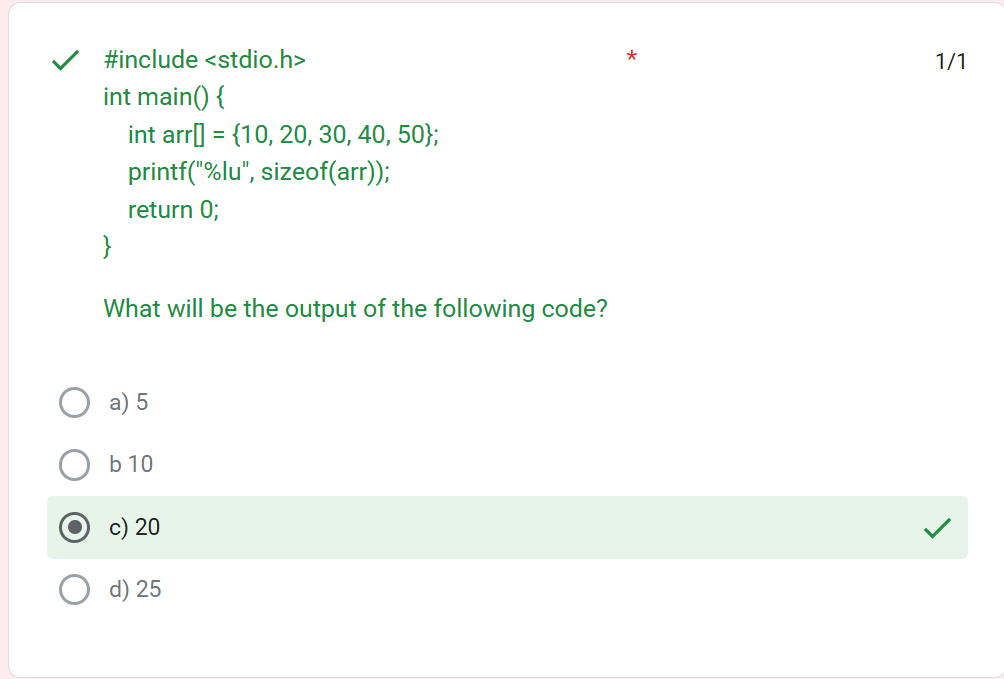 #include <stdio.h> *
1/1
int main() {
int arr[] = {10, 20, 30, 40, 50};
printf("%lu", sizeof(arr));
return 0;
}
What will be the output of the following code?
a) 5
b 10
c) 20
d) 25